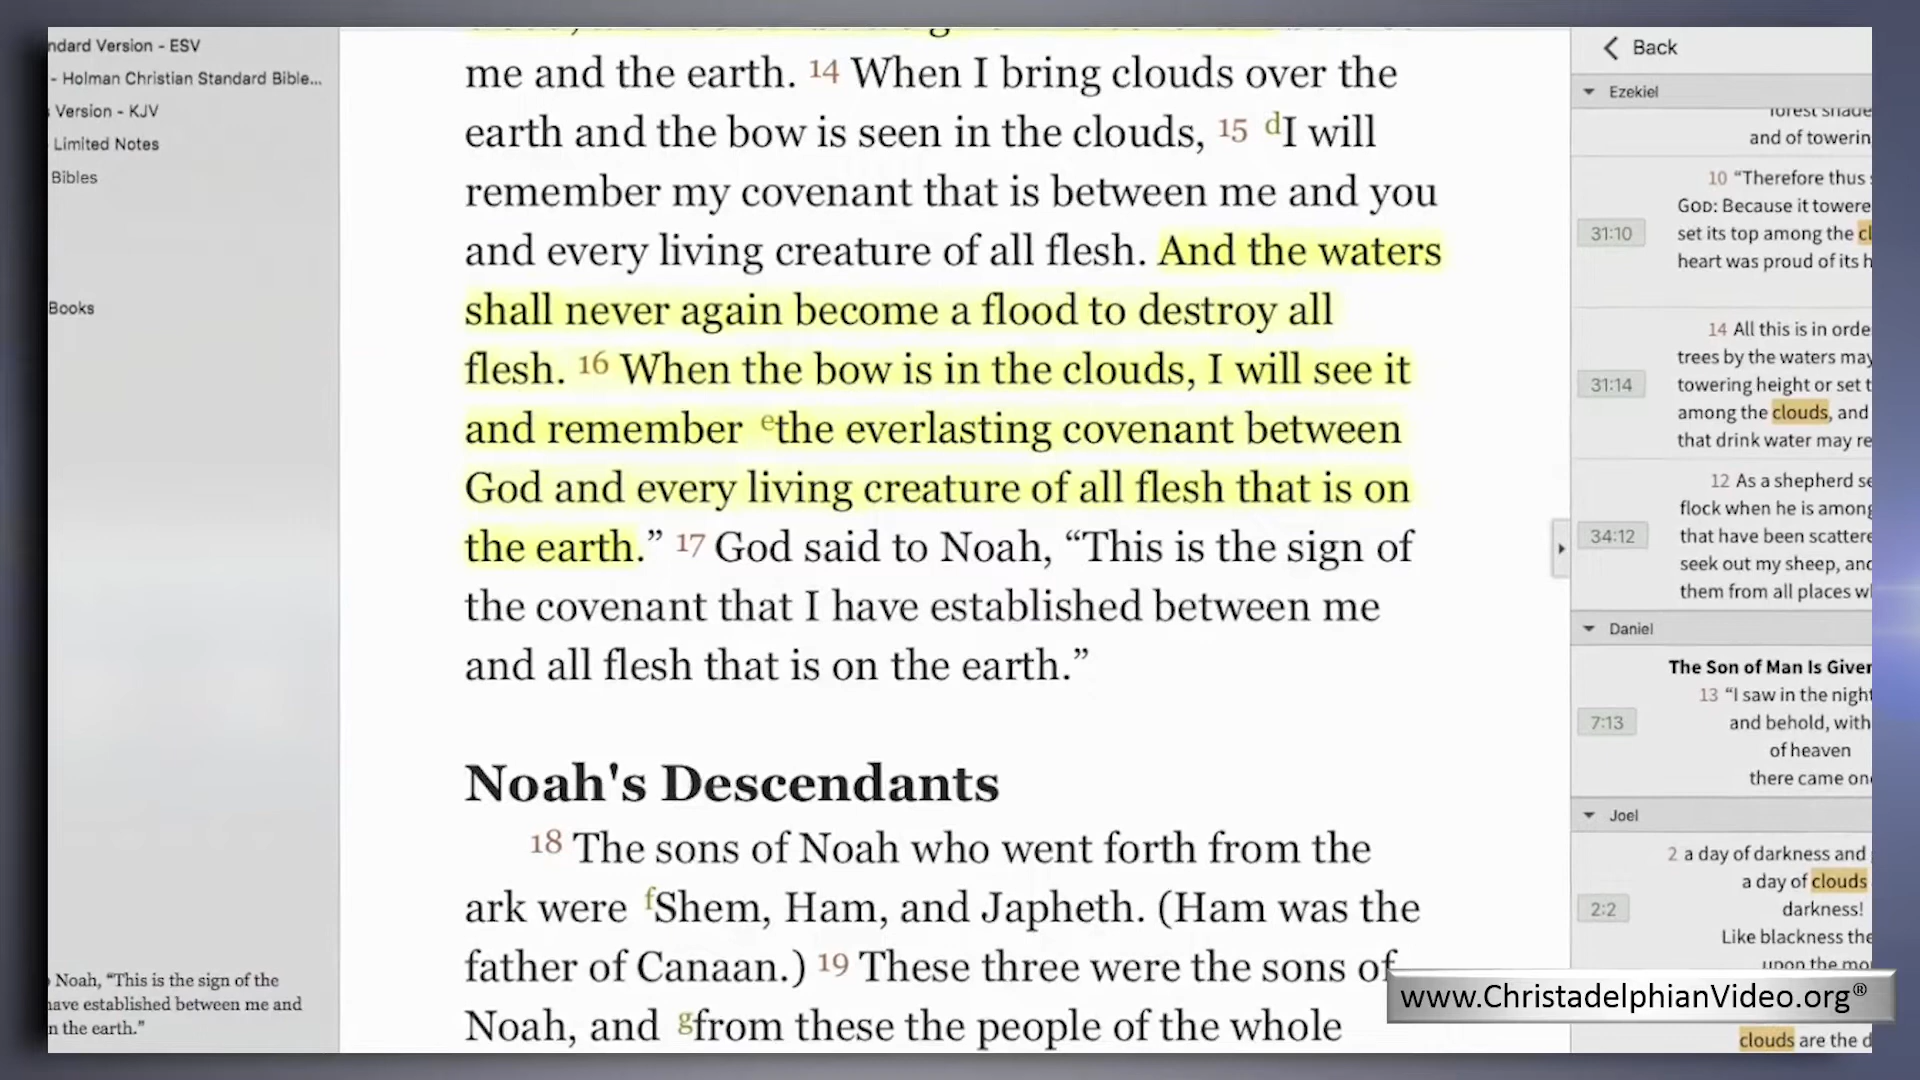 ndard Version - ESV
- Holman Christian Standard Bible...
Version - KJV
Limited Notes
Bibles
Books
Noah, “This is the sign of the
ave established between me and
n the earth.”
me and the earth. 14 When I bring clouds over the
earth and the bow is seen in the clouds, 15 dI will
remember my covenant that is between me and you
and every living creature of all flesh. And the waters
shall never again become a flood to destroy all
flesh. 16 When the bow is in the clouds, I will see it
and remember ethe everlasting covenant between
God and every living creature of all flesh that is on
the earth.” 17 God said to Noah, “This is the sign of
the covenant that I have established between me
and all flesh that is on the earth.”
Noah's Descendants
18 The sons of Noah who went forth from the
ark were fShem, Ham, and Japheth. (Ham was the
father of Canaan.) 19 These three were the sons of
Noah, and gfrom these the people of the whole
Back
Ezekiel
forest shade
and of towerin
10 “Therefore thus
GOD: Because it towere
31:10
set its top among the cl
heart was proud of its h
14 All this is in orde
trees by the waters may
31:14
towering height or set t
among the clouds, and
that drink water may re
12 As a shepherd se
flock when he is among
34:12
that have been scattere
seek out my sheep, and
them from all places wh
Daniel
The Son of Man Is Given
13 “I saw in the night
7:13
and behold, with
of heaven
there came one
Joel
2 a day of darkness and
a day of clouds
2:2
darkness!
Like blackness the
upon the mo
www.ChristadelphianVideo.org®
clouds are the d